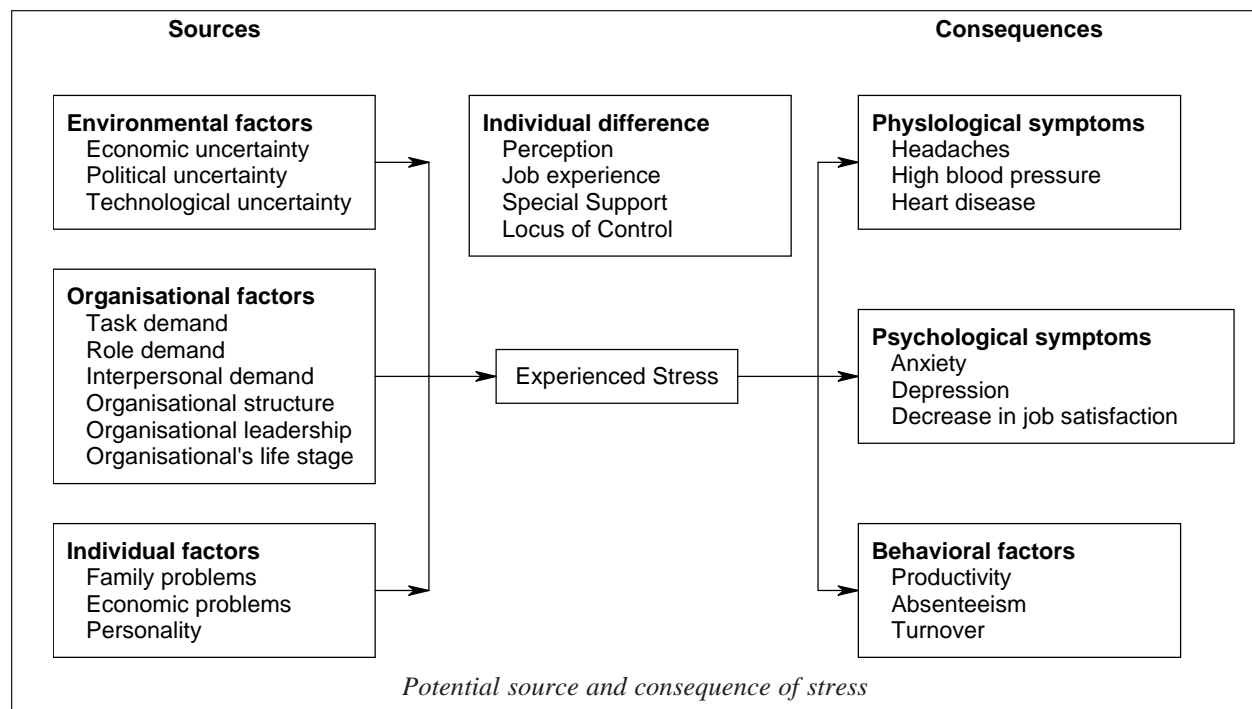 Sources
Consequences
Environmental factors
Economic uncertainty
Political uncertainty
Technological uncertainty
Individual difference
Perception
Job experience
Special Support
Locus of Control
Physlological symptoms
Headaches
High blood pressure
Heart disease
Organisational factors
Task demand
Role demand
Interpersonal demand
Organisational structure
Organisational leadership
Organisational's life stage
Experienced Stress
Psychological symptoms
Anxiety
Depression
Decrease in job satisfaction
Individual factors
Family problems
Economic problems
Personality
Behavioral factors
Productivity
Absenteeism
Turnover
Potential source and consequence of stress